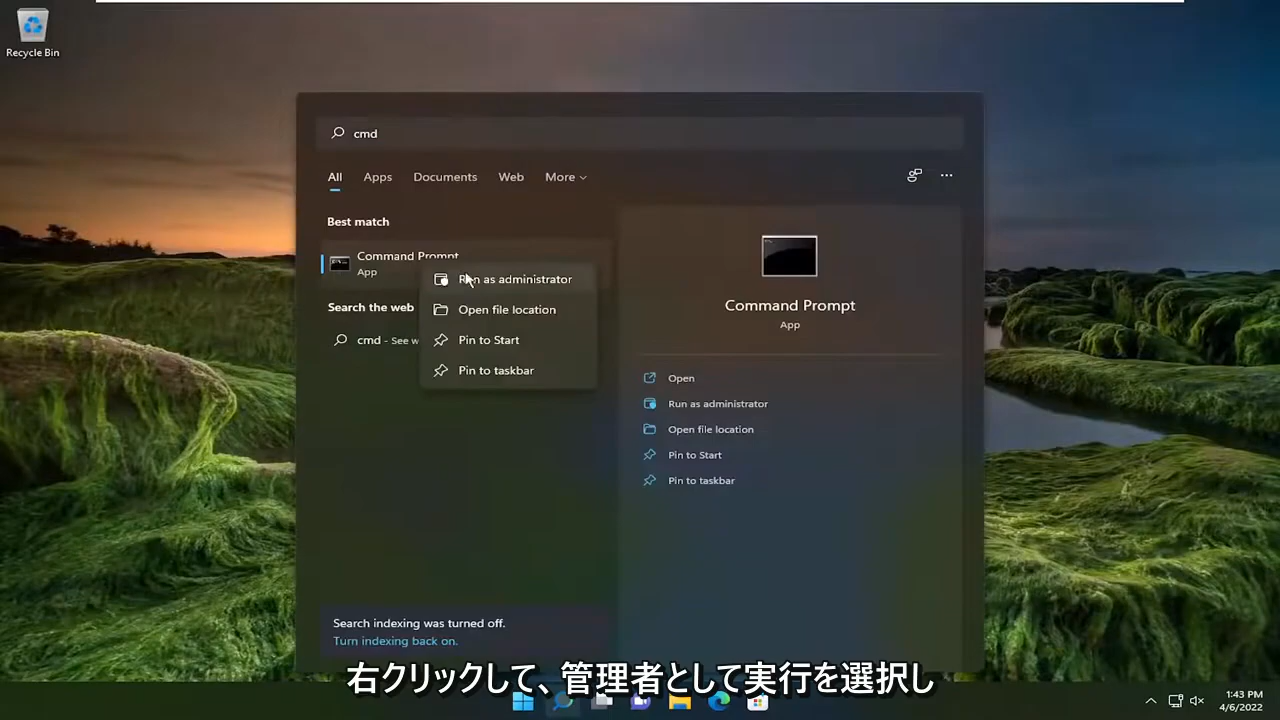 Recycle Bin
cmd
All
Apps
Documents
Web
More
Best match
Command Prompt
App
Run as administrator
Open file location
Pin to Start
Pin to taskbar
Search the web
cmd - See w
Search indexing was turned off.
Turn indexing back on.
Command Prompt
App
Open
Run as administrator
Open file location
Pin to Start
Pin to taskbar
右クリックして、管理者として実行を選択し
1:43 PM
4/6/2022